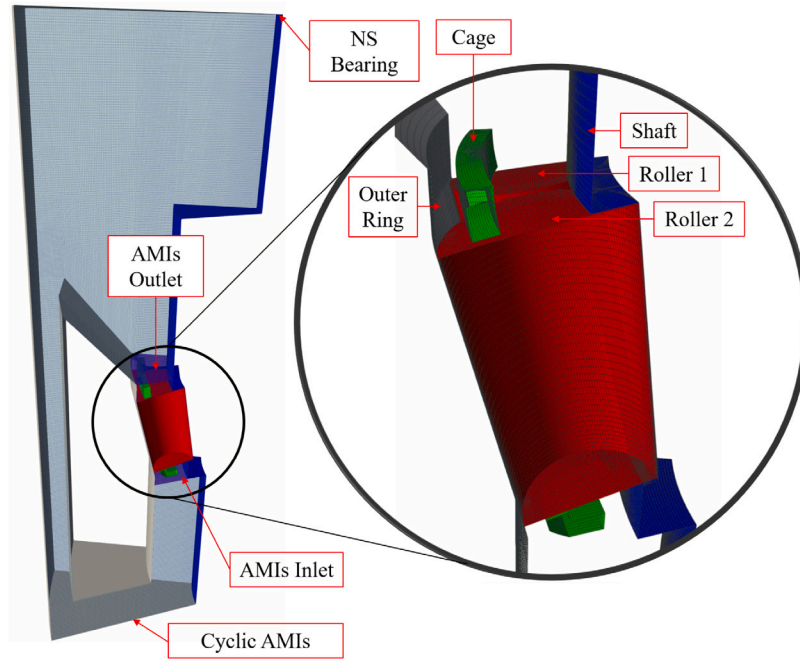 NS
Bearing
Cage
Shaft
Roller 1
Outer
Ring
Roller 2
AMIs
Outlet
AMIs Inlet
Cyclic AMIs